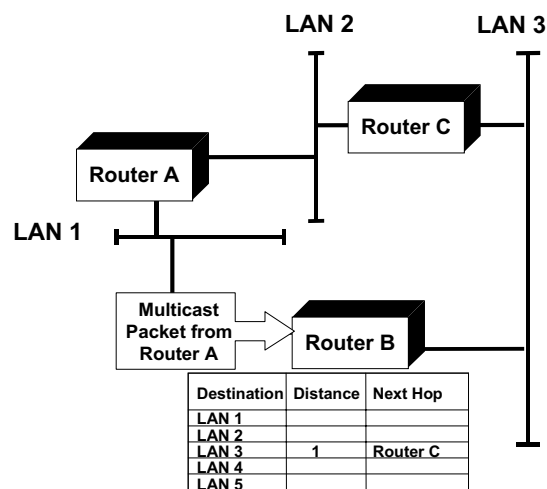 LAN 2
LAN 3
Router C
Router A
LAN 1
Multicast
Packet from
Router A
Router B
Destination Distance Next Hop
LAN 1
LAN 2
LAN 3 1 Router C
LAN 4
LAN 5